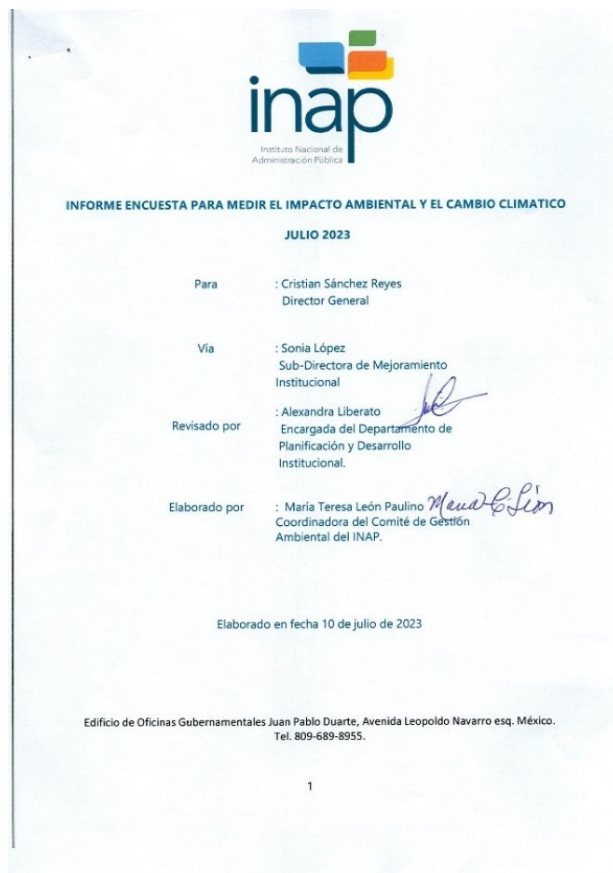 inap
Instituto Nacional de
Administración Pública
INFORME ENCUESTA PARA MEDIR EL IMPACTO AMBIENTAL Y EL CAMBIO CLIMATICO
JULIO 2023
Para : Cristian Sánchez Reyes
Director General
Vía : Sonia López
Sub-Directora de Mejoramiento
Institucional
: Alexandra Liberato
Revisado por Encargada del Departamento de
Planificación y Desarrollo
Institucional.
Elaborado por : María Teresa León Paulino
Coordinadora del Comité de Gestión
Ambiental del INAP.
Elaborado en fecha 10 de julio de 2023
Edificio de Oficinas Gubernamentales Juan Pablo Duarte, Avenida Leopoldo Navarro esq. México.
Tel. 809-689-8955.
1